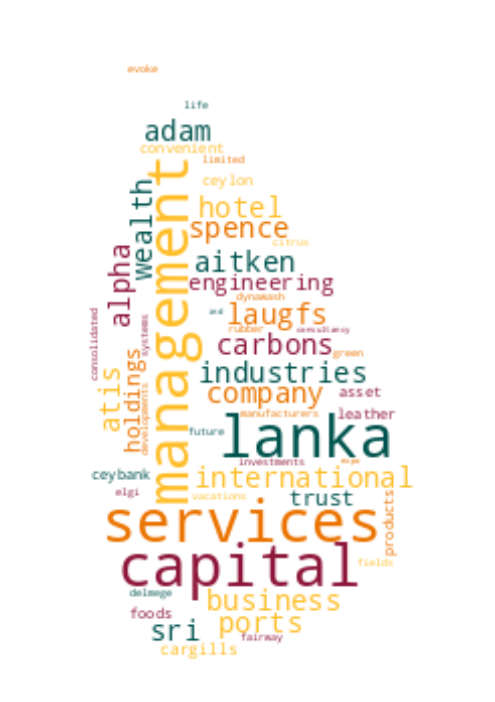 evoke
life
adam
convenient
limited
management
wealth
ceylon
hotel
spence
citrus
alpha
aitken
engineering
dynawash
and
laugfs
rubber
consultancy
consolidated
systems
carbons
green
holdings
atis
industries
developments
company
asset
manufacturers
leather
lanka
future
investments
ceybank
international
elgi
vacations
trust
products
services
capital
fields
delmege
business
foods
ports
sri
fairway
cargills